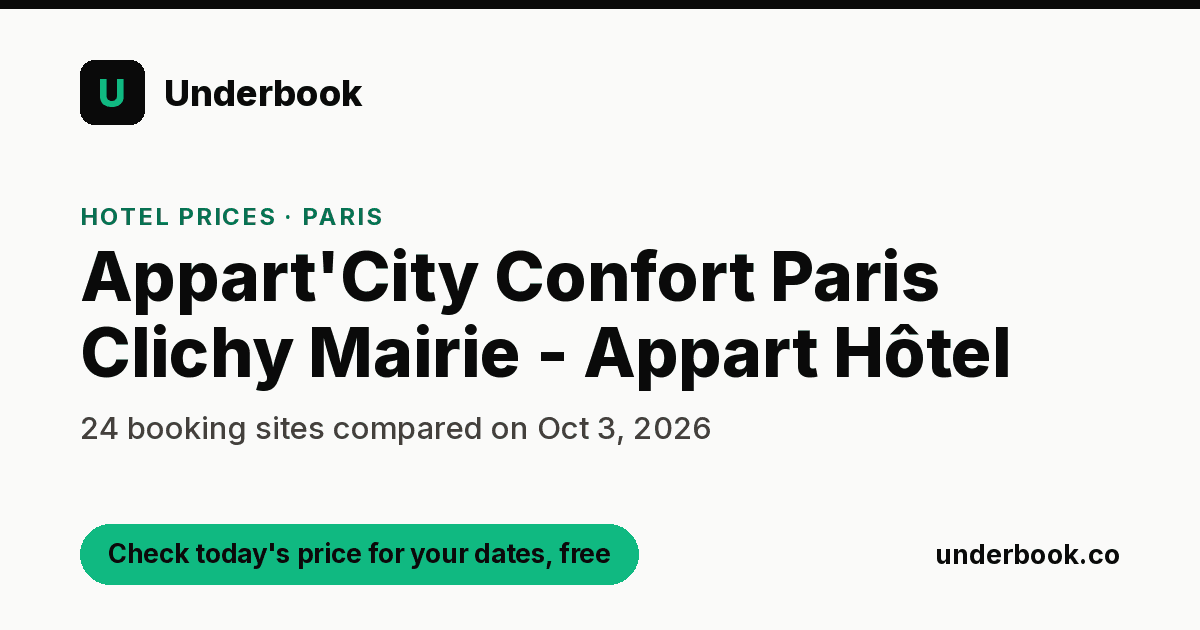 U
Underbook
HOTEL PRICES · PARIS
Appart'City Confort Paris
Clichy Mairie - Appart Hôtel
24 booking sites compared on Oct 3, 2026
Check today's price for your dates, free
underbook.co